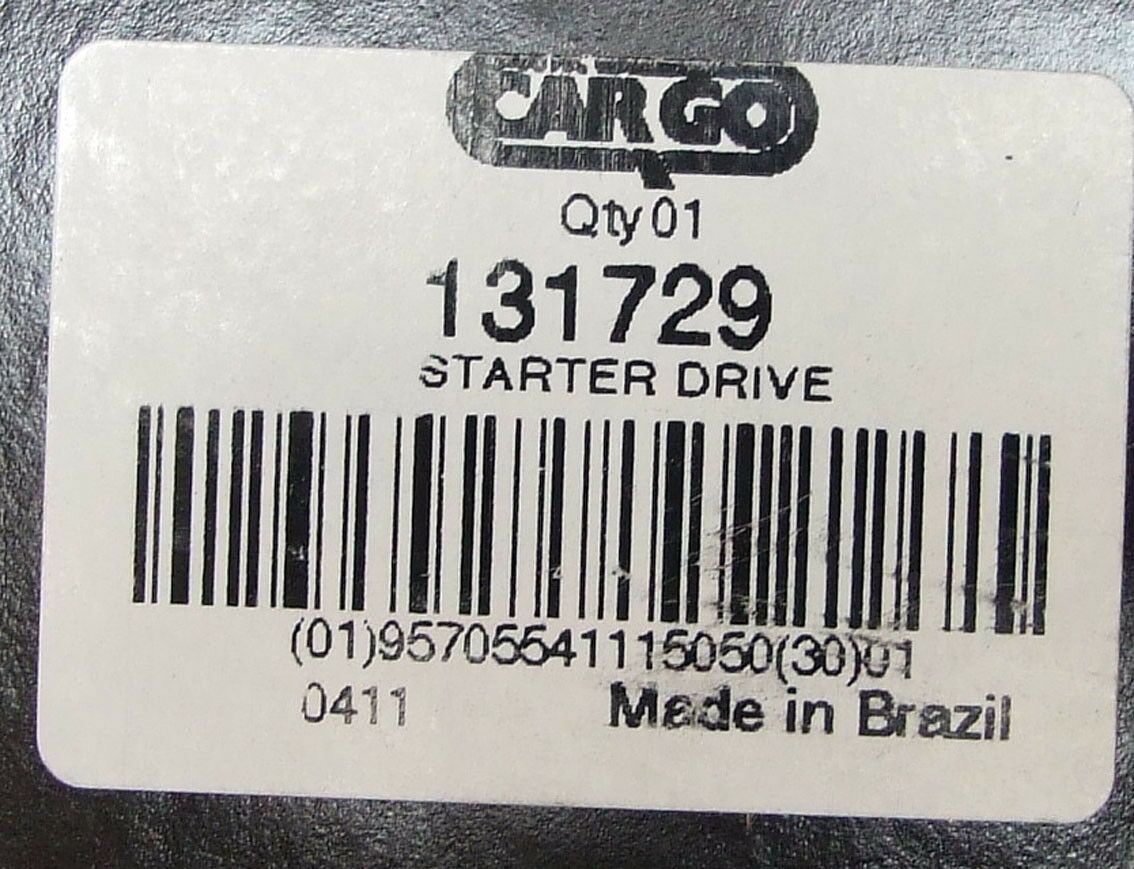 CARGO
Qty 01
131729
STARTER DRIVE
(01)95705541115050(30)01
0411
Made in Brazil